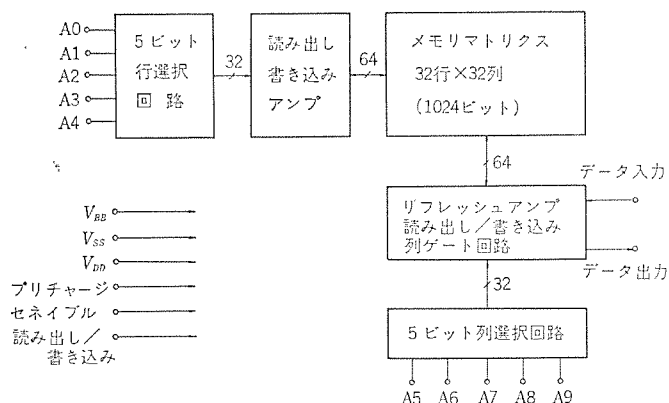 A0
A1
A2
A3
A4
5ビット
行選択
回路
32
読み出し
書き込み
アンプ
64
メモリマトリクス
32行×32列
(1024ビット)
64
データ入力
リフレッシュアンプ
読み出し/書き込み
列ゲート回路
データ出力
32
5ビット列選択回路
A5 A6 A7 A8 A9
VBB
VSS
VDD
プリチャージ
セネイブル
読み出し/
書き込み